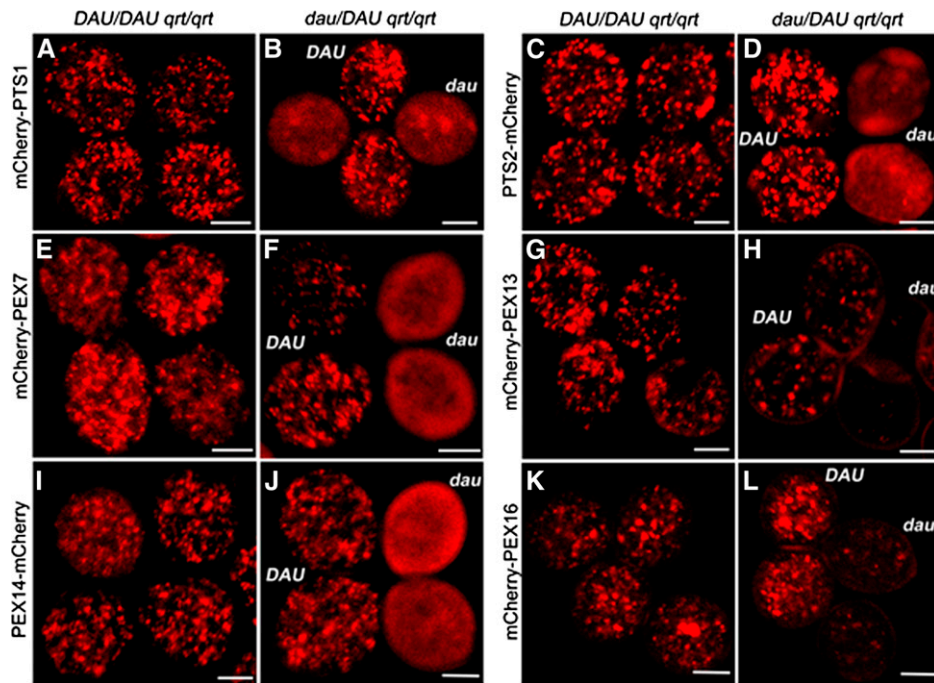 DAU/DAU qrt/qrt dau/DAU qrt/qrt DAU/DAU qrt/qrt dau/DAU qrt/qrt
mCherry-PTS1
A
B
DAU
dau
PTS2-mCherry
C
D
DAU
dau
mCherry-PEX7
E
F
DAU
dau
mCherry-PEX13
G
H
DAU
dau
PEX14-mCherry
I
J
dau
DAU
mCherry-PEX16
K
L
DAU
dau